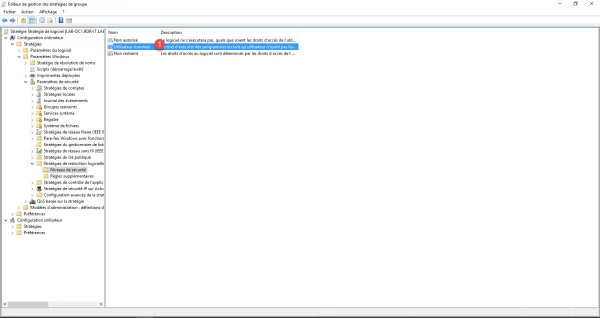 Éditeur de gestion des stratégies de groupe
Fichier Action Affichage ?
Stratégie Stratégie de logiciel [LAB-DC1.RDR-IT.LAB
Configuration ordinateur
Stratégies
Paramètres du logiciel
Paramètres Windows
Stratégie de résolution de noms
Scripts (démarrage/arrêt)
Imprimantes déployées
Paramètres de sécurité
Stratégies de comptes
Stratégies locales
Journal des événements
Groupes restreints
Services système
Registre
Système de fichiers
Stratégies de réseau filaire (IEEE 8
Pare-feu Windows avec fonction
Stratégies du gestionnaire de list
Stratégies de réseau sans fil (IEEE
Stratégies de clé publique
Stratégies de restriction logicielle
Niveaux de sécurité
Règles supplémentaires
Stratégies de contrôle de l'applic
Stratégies de sécurité IP sur Activ
Configuration avancée de la strat
QoS basée sur la stratégie
Modèles d'administration : définitions d
Préférences
Configuration utilisateur
Stratégies
Préférences
Nom Description
Non autorisé Le logiciel ne s'exécutera pas, quels que soient les droits d'accès de l'utili...
Utilisateur standard 1 Permet d'exécuter des programmes en tant qu'utilisateur n'ayant pas les...
Non restreint Les droits d'accès au logiciel sont déterminés par les droits d'accès de l'...